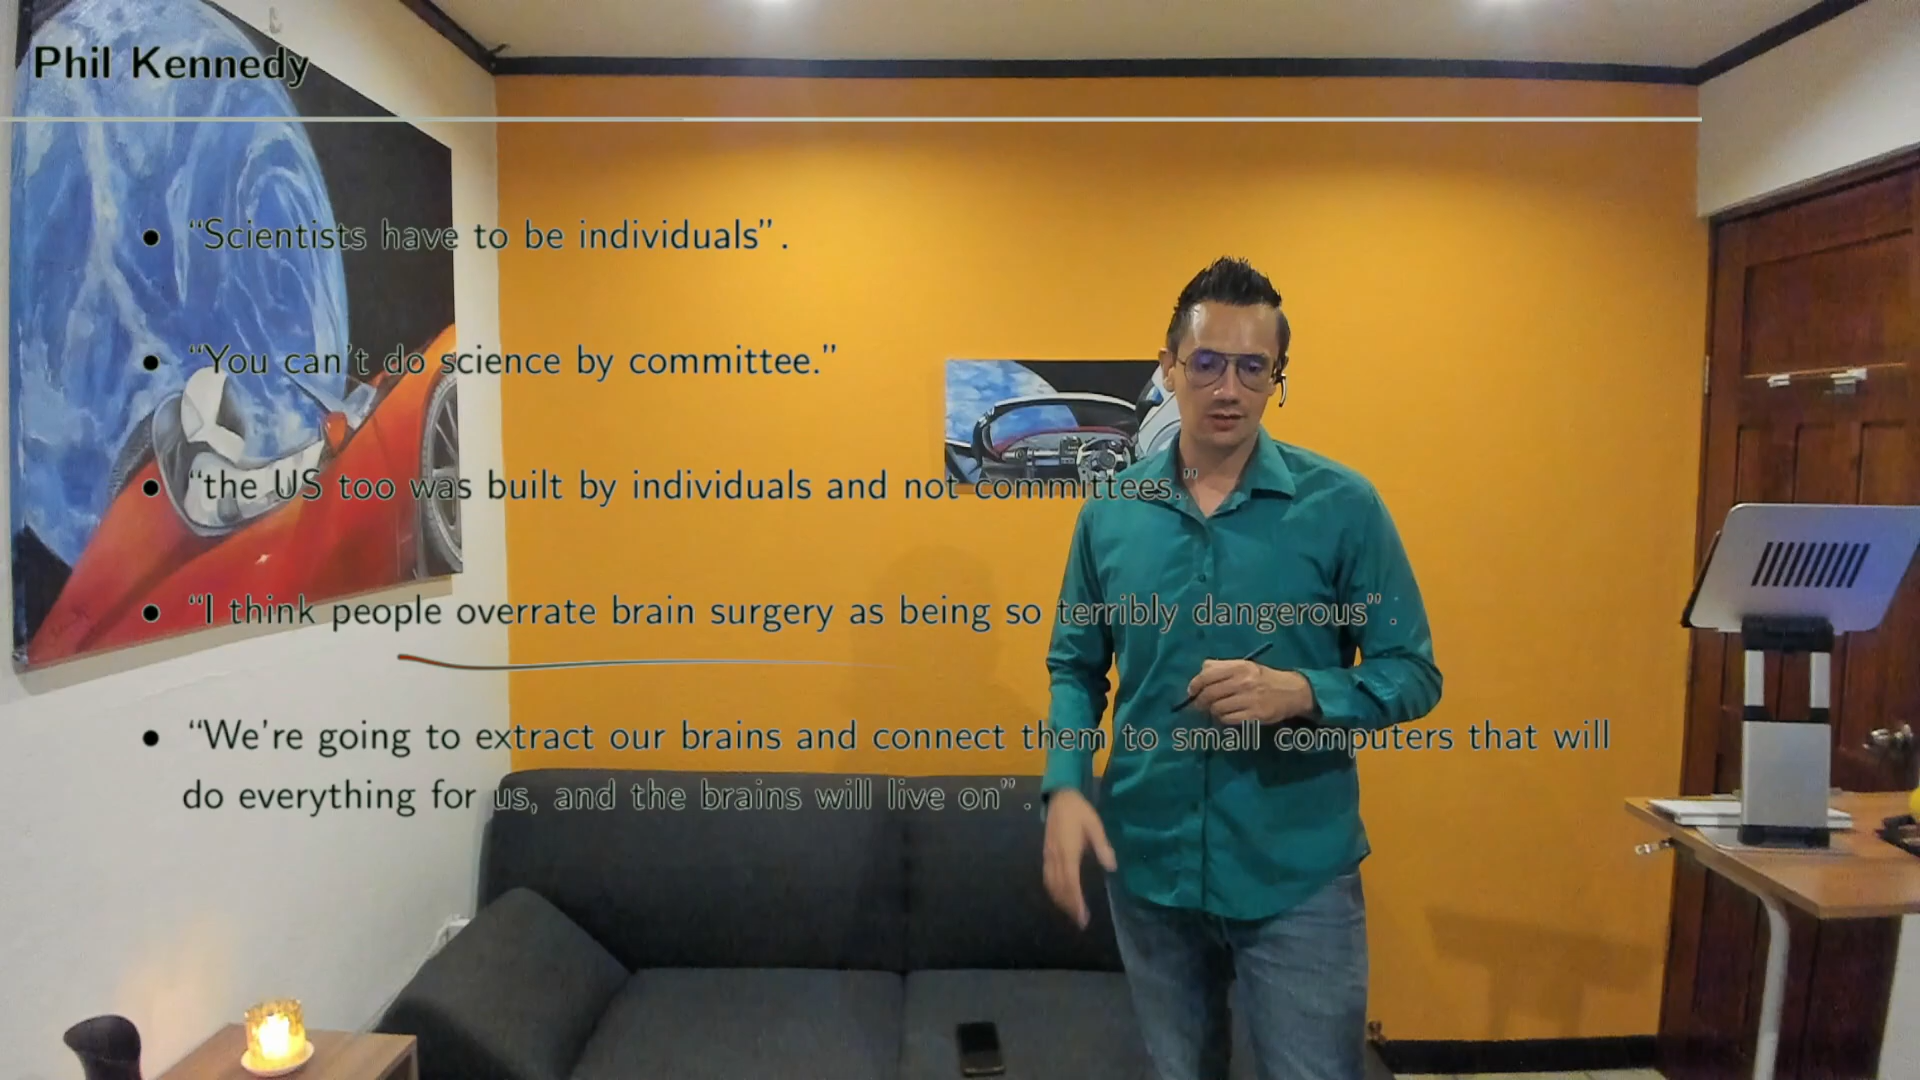 Phil Kennedy
• “Scientists have to be individuals”.
• “You can’t do science by committee.”
• “the US too was built by individuals and not committees.”
• “I think people overrate brain surgery as being so terribly dangerous”.
• “We’re going to extract our brains and connect them to small computers that will
do everything for us, and the brains will live on”.